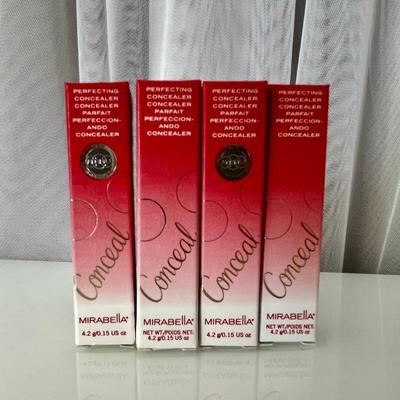 PERFECTING
CONCEALER
CONCEALER
PARFAIT
PERFECCION-
ANDO
CONCEALER
Conceal
MIRABELLA
4.2 g/0.15 US oz
PERFECTING
CONCEALER
CONCEALER
PARFAIT
PERFECCION-
ANDO
CONCEALER
Conceal
MIRABELLA
NET WT./POIDS NET:
4.2 g/0.15 US oz
PERFECTING
CONCEALER
CONCEALER
PARFAIT
PERFECCION-
ANDO
CONCEALER
Conceal
MIRABELLA
4.2 g/0.15 US oz
PERFECTING
CONCEALER
CONCEALER
PARFAIT
PERFECCION-
ANDO
CONCEALER
Conceal
MIRABELLA
NET WT./POIDS NET:
4.2 g/0.15 US oz